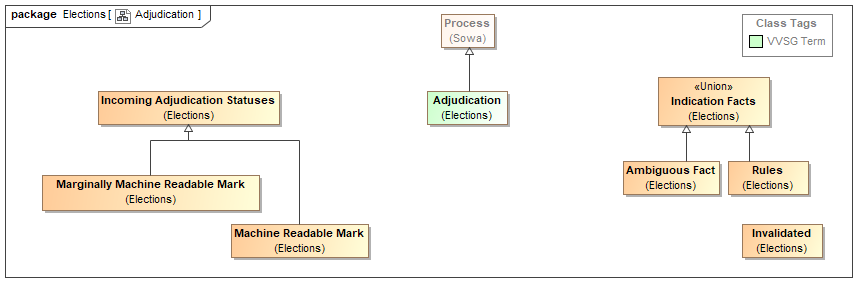 package Elections [ Adjudication ]
Process
(Sowa)
Class Tags
VVSG Term
Incoming Adjudication Statuses
(Elections)
Adjudication
(Elections)
«Union»
Indication Facts
(Elections)
Marginally Machine Readable Mark
(Elections)
Ambiguous Fact
(Elections)
Rules
(Elections)
Machine Readable Mark
(Elections)
Invalidated
(Elections)